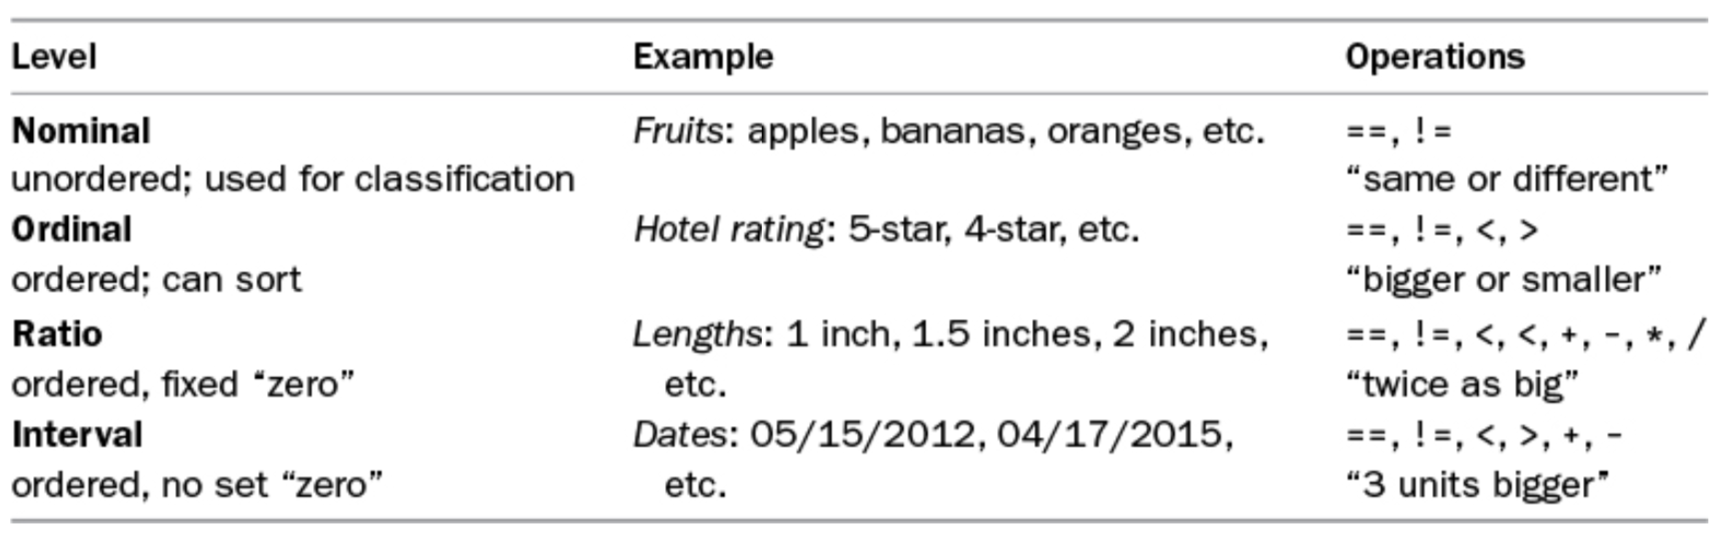 Level Example Operations
Nominal Fruits: apples, bananas, oranges, etc. ==, !=
unordered; used for classification “same or different”
Ordinal Hotel rating: 5-star, 4-star, etc. ==, !=, <, >
ordered; can sort “bigger or smaller”
Ratio Lengths: 1 inch, 1.5 inches, 2 inches, ==, !=, <, <, +, -, *, /
ordered, fixed “zero” etc. “twice as big”
Interval Dates: 05/15/2012, 04/17/2015, ==, !=, <, >, +, -
ordered, no set “zero” etc. “3 units bigger”